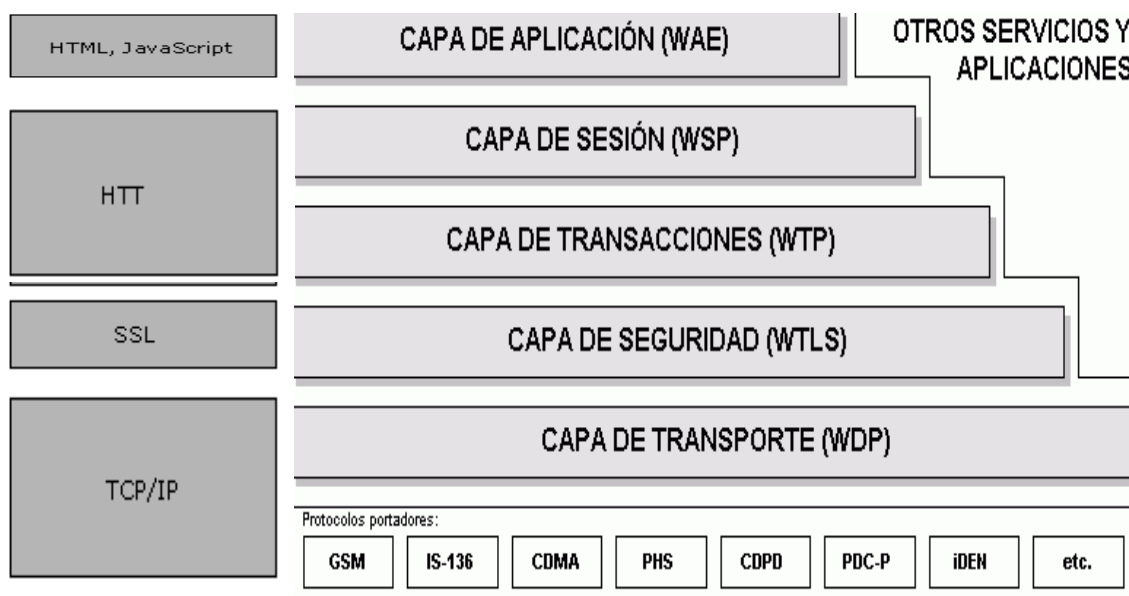 HTML, JavaScript
HTT
SSL
TCP/IP
CAPA DE APLICACIÓN (WAE)
OTROS SERVICIOS Y
APLICACIONES
CAPA DE SESIÓN (WSP)
CAPA DE TRANSACCIONES (WTP)
CAPA DE SEGURIDAD (WTLS)
CAPA DE TRANSPORTE (WDP)
Protocolos portadores:
GSM IS-136 CDMA PHS CDPD PDC-P iDEN etc.